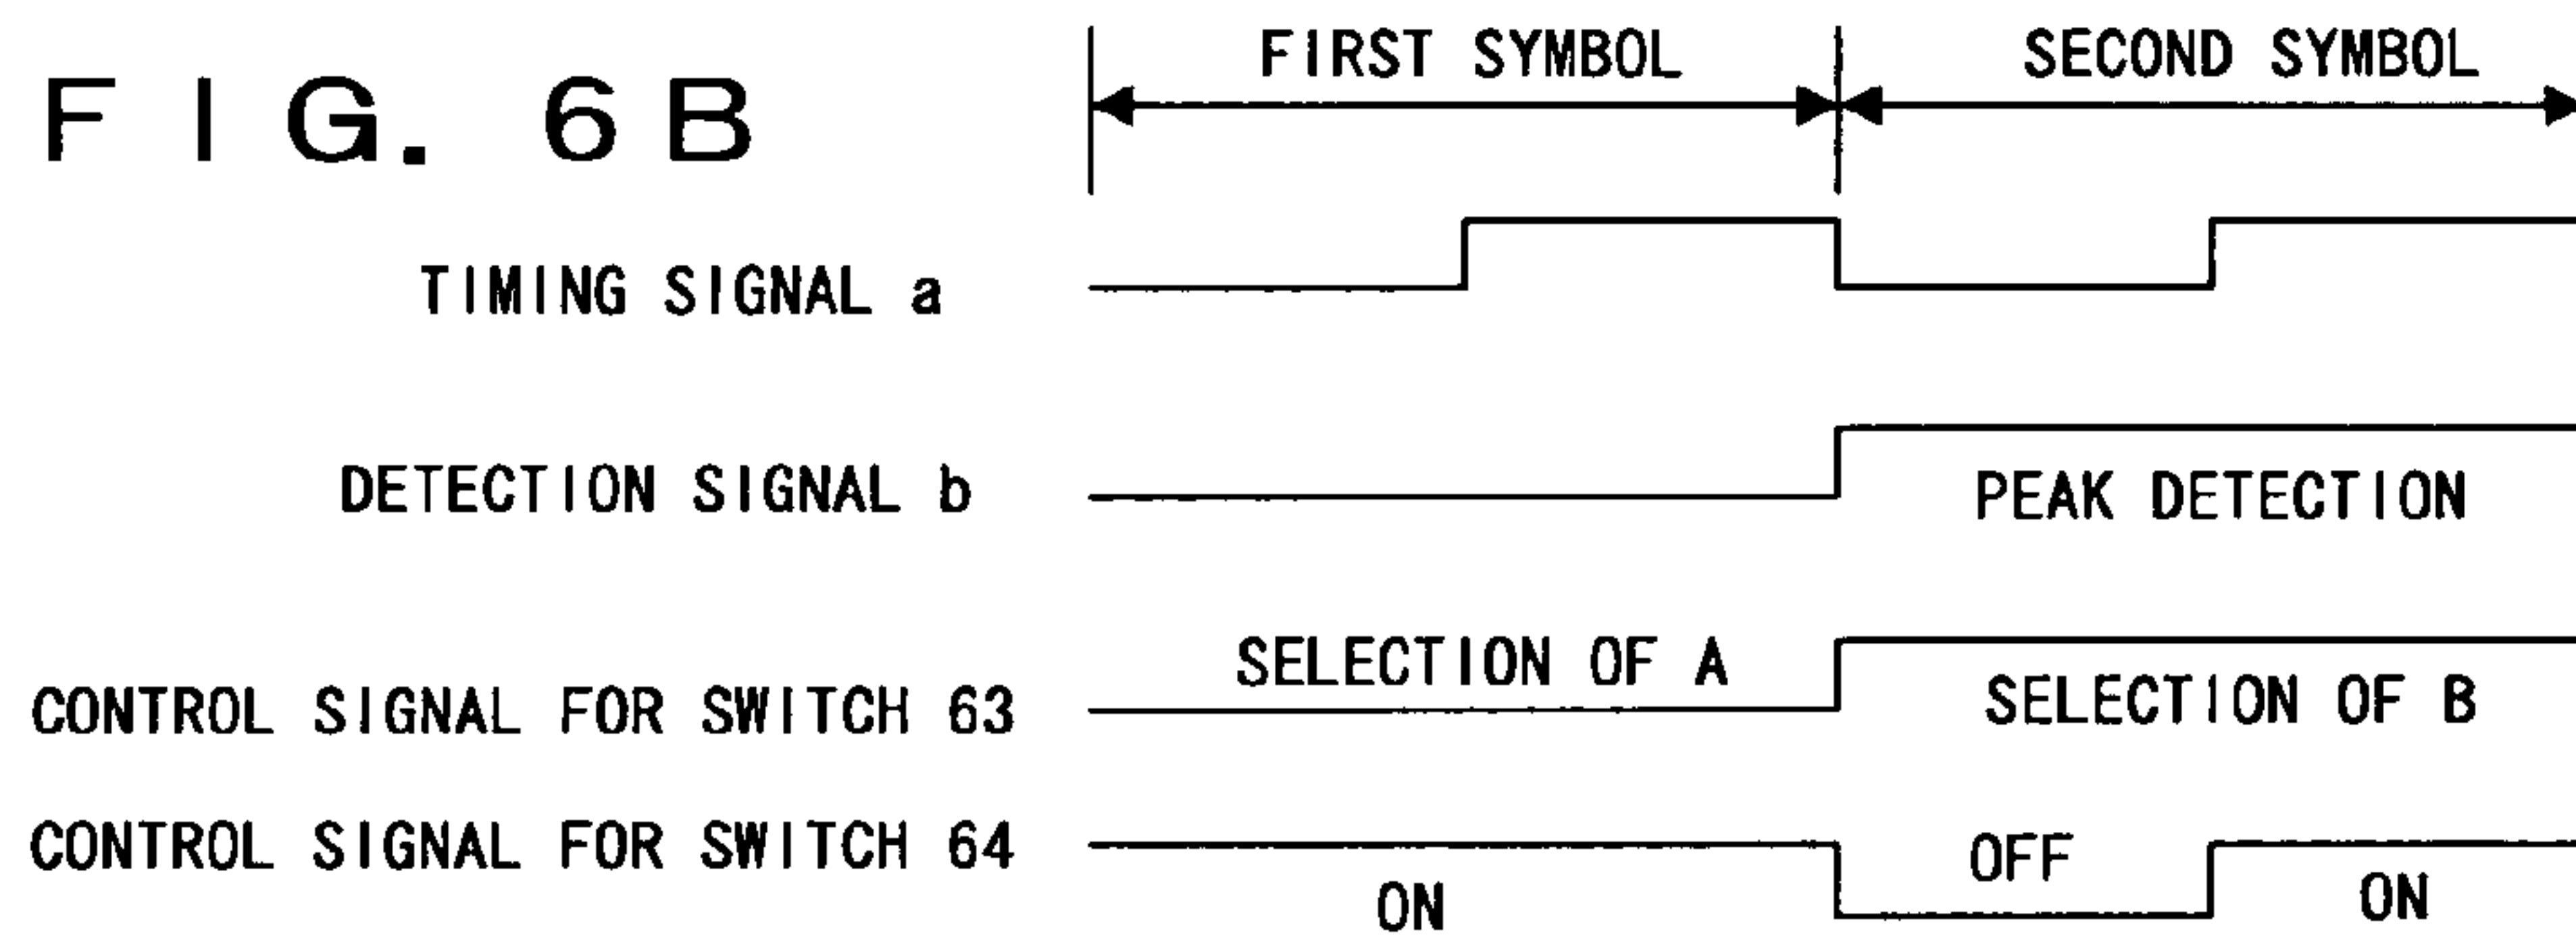 FIG. 6B
FIRST SYMBOL
SECOND SYMBOL
TIMING SIGNAL a
DETECTION SIGNAL b
PEAK DETECTION
CONTROL SIGNAL FOR SWITCH 63
SELECTION OF A
SELECTION OF B
CONTROL SIGNAL FOR SWITCH 64
ON
OFF
ON